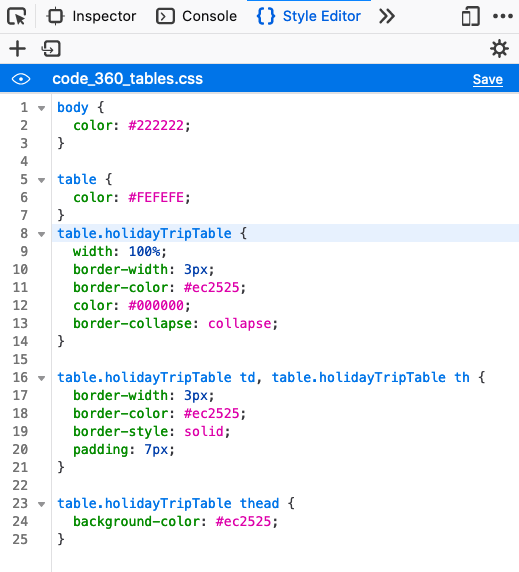 Inspector Console Style Editor
code_360_tables.css Save
1 body {
2 color: #222222;
3 }
4
5 table {
6 color: #FEFEFE;
7 }
8 table.holidayTripTable {
9 width: 100%;
10 border-width: 3px;
11 border-color: #ec2525;
12 color: #000000;
13 border-collapse: collapse;
14 }
15
16 table.holidayTripTable td, table.holidayTripTable th {
17 border-width: 3px;
18 border-color: #ec2525;
19 border-style: solid;
20 padding: 7px;
21 }
22
23 table.holidayTripTable thead {
24 background-color: #ec2525;
25 }